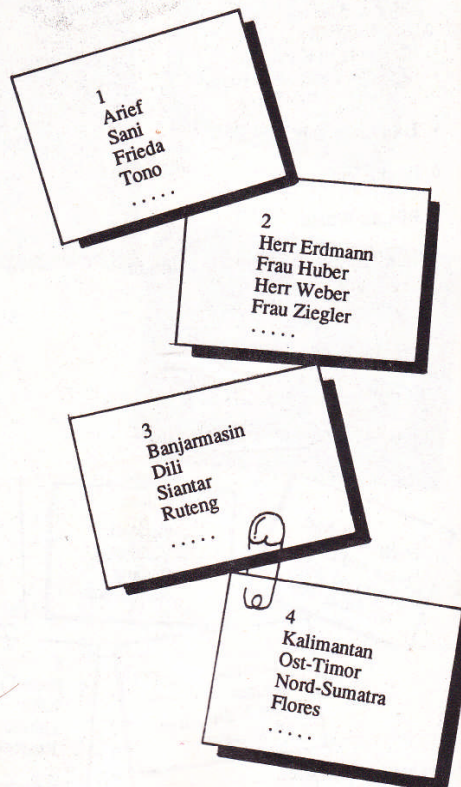 1
Arief
Sani
Frieda
Tono
.....
2
Herr Erdmann
Frau Huber
Herr Weber
Frau Ziegler
.....
3
Banjarmasin
Dili
Siantar
Ruteng
.....
4
Kalimantan
Ost-Timor
Nord-Sumatra
Flores
.....